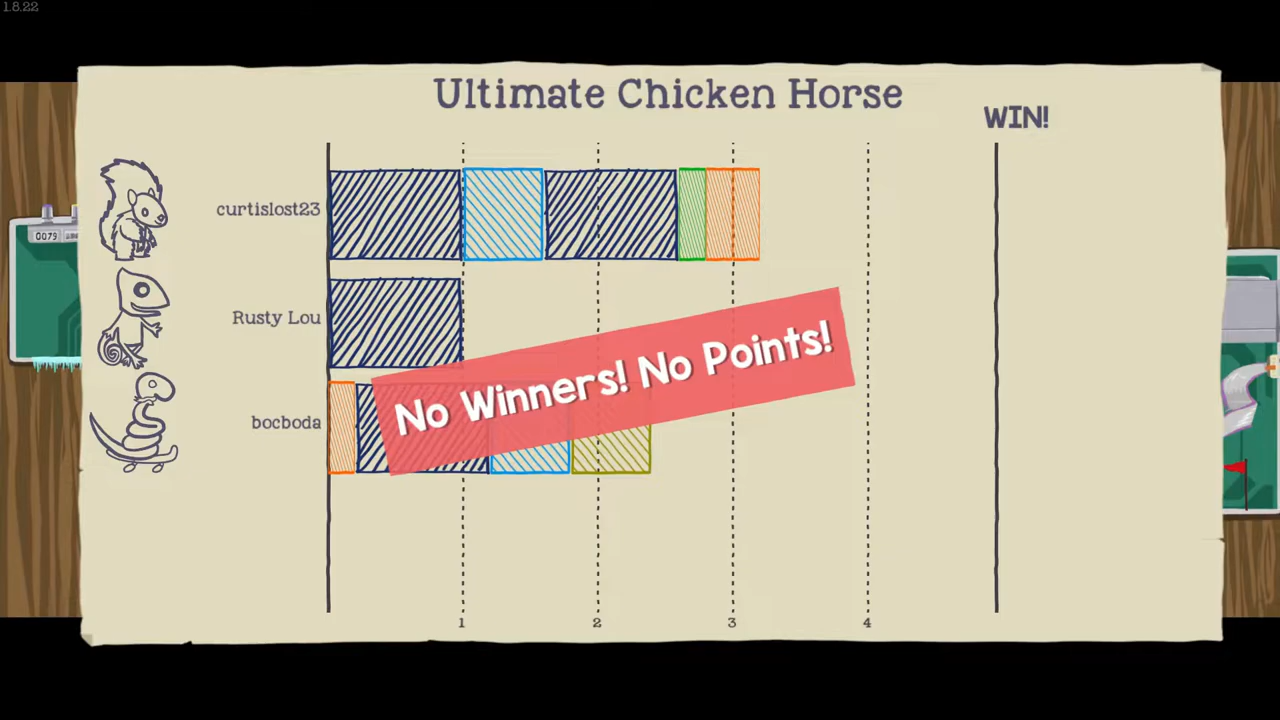 1.8.22
Ultimate Chicken Horse
WIN!
curtislost23
0079
Rusty Lou
No Winners! No Points!
bocboda
1 2 3 4